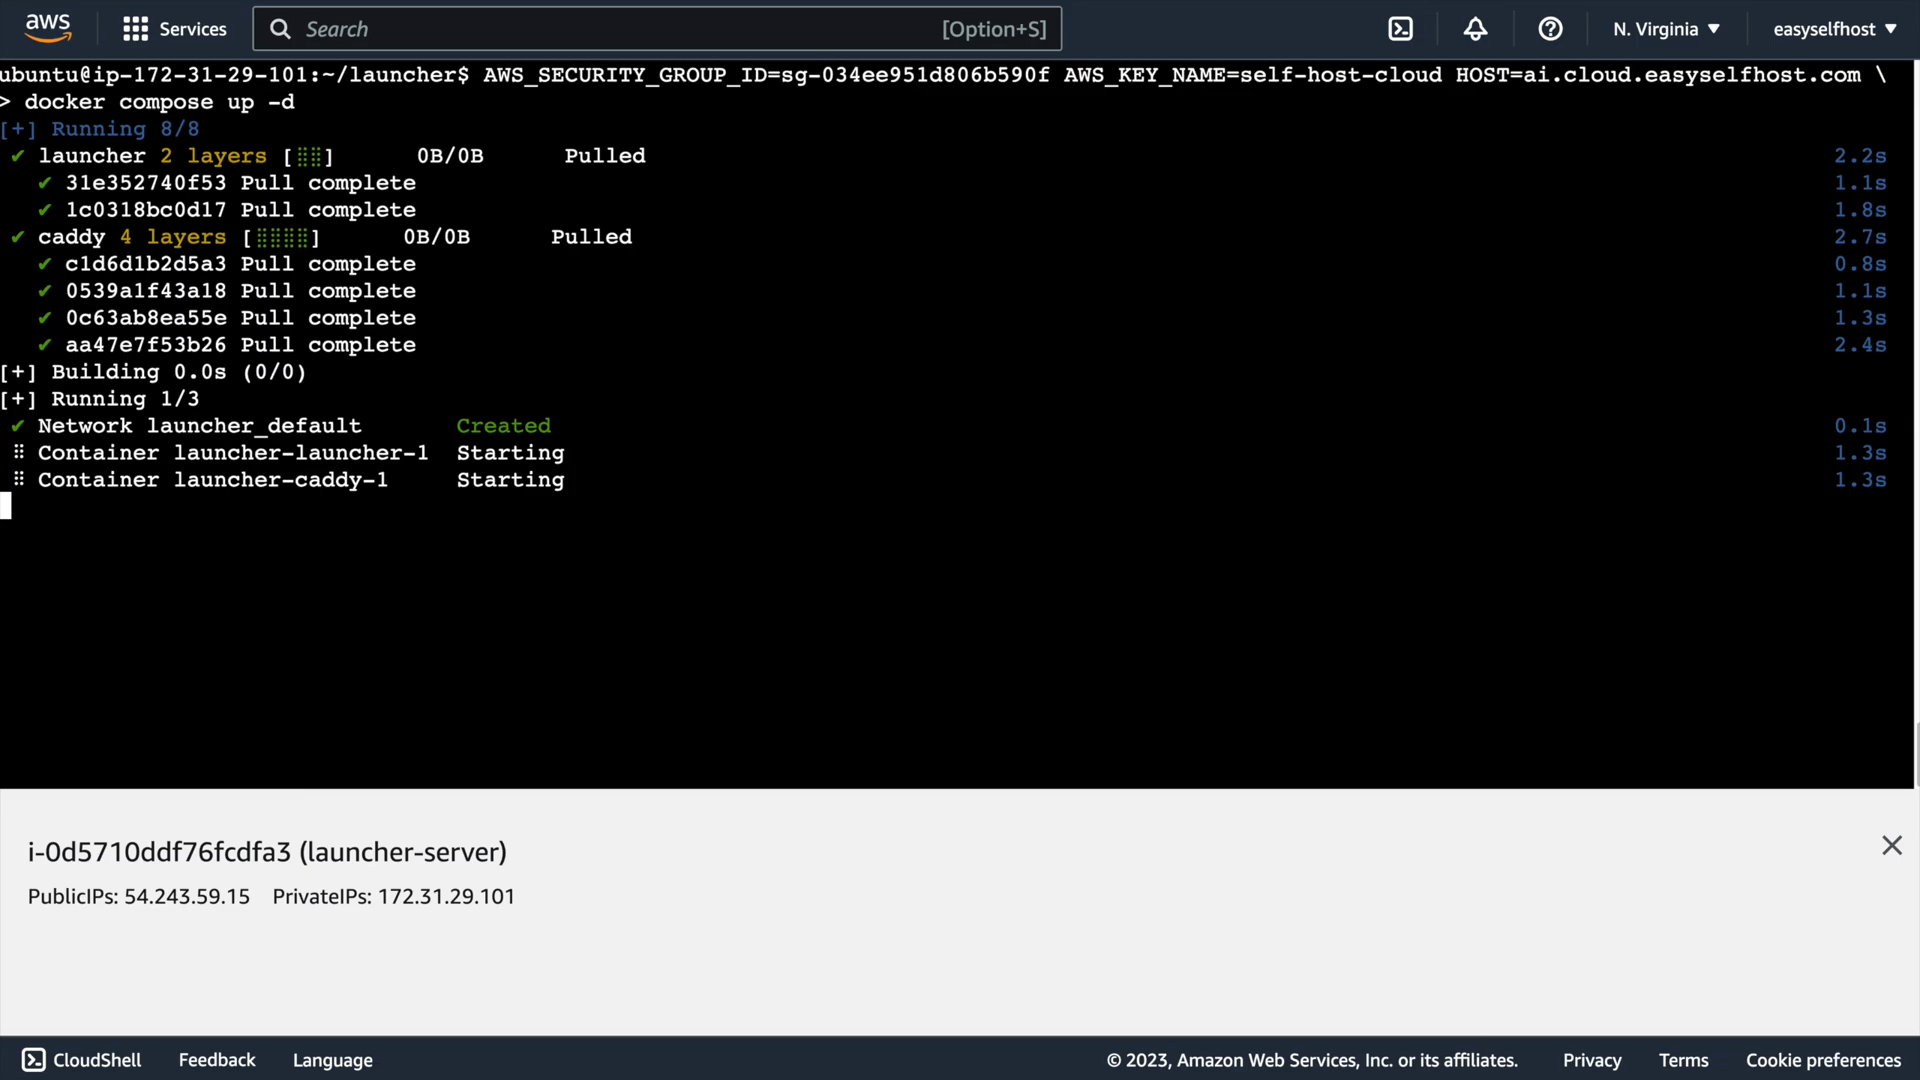 aws Services Search [Option+S] N. Virginia easyselfhost
ubuntu@ip-172-31-29-101:~/launcher$ AWS_SECURITY_GROUP_ID=sg-034ee951d806b590f AWS_KEY_NAME=self-host-cloud HOST=ai.cloud.easyselfhost.com \
> docker compose up -d
[+] Running 8/8
✔ launcher 2 layers [⣿⣿] 0B/0B Pulled 2.2s
✔ 31e352740f53 Pull complete 1.1s
✔ 1c0318bc0d17 Pull complete 1.8s
✔ caddy 4 layers [⣿⣿⣿⣿] 0B/0B Pulled 2.7s
✔ c1d6d1b2d5a3 Pull complete 0.8s
✔ 0539a1f43a18 Pull complete 1.1s
✔ 0c63ab8ea55e Pull complete 1.3s
✔ aa47e7f53b26 Pull complete 2.4s
[+] Building 0.0s (0/0)
[+] Running 1/3
✔ Network launcher_default Created 0.1s
⠿ Container launcher-launcher-1 Starting 1.3s
⠿ Container launcher-caddy-1 Starting 1.3s
i-0d5710ddf76fcdfa3 (launcher-server)
PublicIPs: 54.243.59.15 PrivateIPs: 172.31.29.101
CloudShell Feedback Language © 2023, Amazon Web Services, Inc. or its affiliates. Privacy Terms Cookie preferences